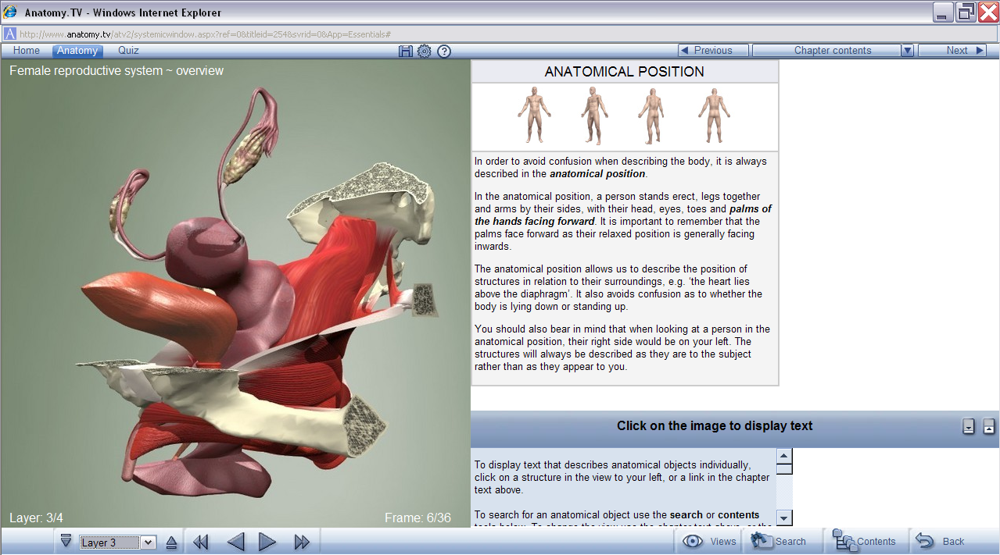 Anatomy.TV - Windows Internet Explorer
http://www.anatomy.tv/atv2/systemicwindow.aspx?ref=0&titleid=254&svrid=0&App=Essentials#
Home Anatomy Quiz ? Previous Chapter contents Next
Female reproductive system ~ overview
ANATOMICAL POSITION
In order to avoid confusion when describing the body, it is always
described in the anatomical position.
In the anatomical position, a person stands erect, legs together
and arms by their sides, with their head, eyes, toes and palms of
the hands facing forward. It is important to remember that the
palms face forward as their relaxed position is generally facing
inwards.
The anatomical position allows us to describe the position of
structures in relation to their surroundings, e.g. 'the heart lies
above the diaphragm'. It also avoids confusion as to whether the
body is lying down or standing up.
You should also bear in mind that when looking at a person in the
anatomical position, their right side would be on your left. The
structures will always be described as they are to the subject
rather than as they appear to you.
Click on the image to display text
To display text that describes anatomical objects individually,
click on a structure in the view to your left, or a link in the chapter
text above.
To search for an anatomical object use the search or contents
Layer: 3/4
Frame: 6/36
Layer 3
Views Search Contents Back